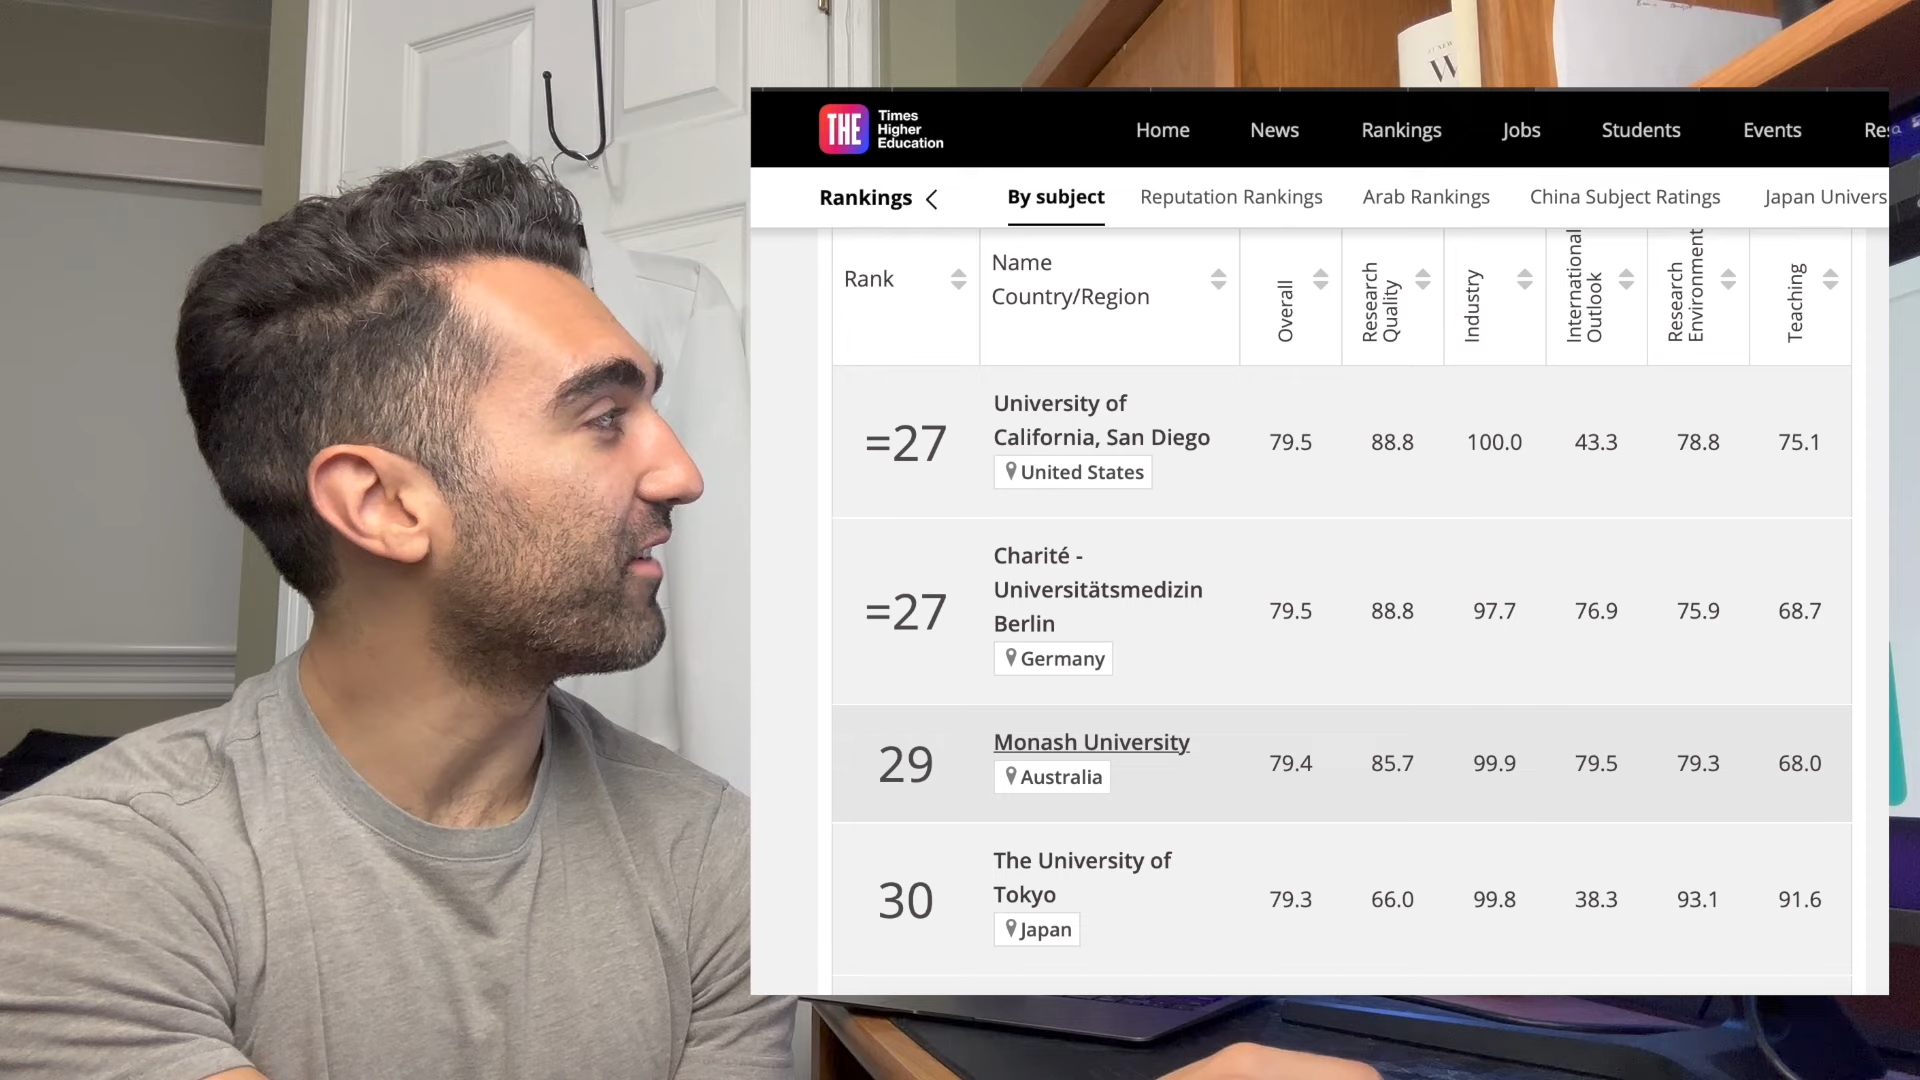 THE
Times
Higher
Education
Home News Rankings Jobs Students Events
Rankings By subject Reputation Rankings Arab Rankings China Subject Ratings Japan Univers
Rank
Name
Country/Region
Overall
Research
Quality
Industry
International
Outlook
Research
Environment
Teaching
=27
University of
California, San Diego
United States
79.5 88.8 100.0 43.3 78.8 75.1
=27
Charité -
Universitätsmedizin
Berlin
Germany
79.5 88.8 97.7 76.9 75.9 68.7
29
Monash University
Australia
79.4 85.7 99.9 79.5 79.3 68.0
30
The University of
Tokyo
Japan
79.3 66.0 99.8 38.3 93.1 91.6
W